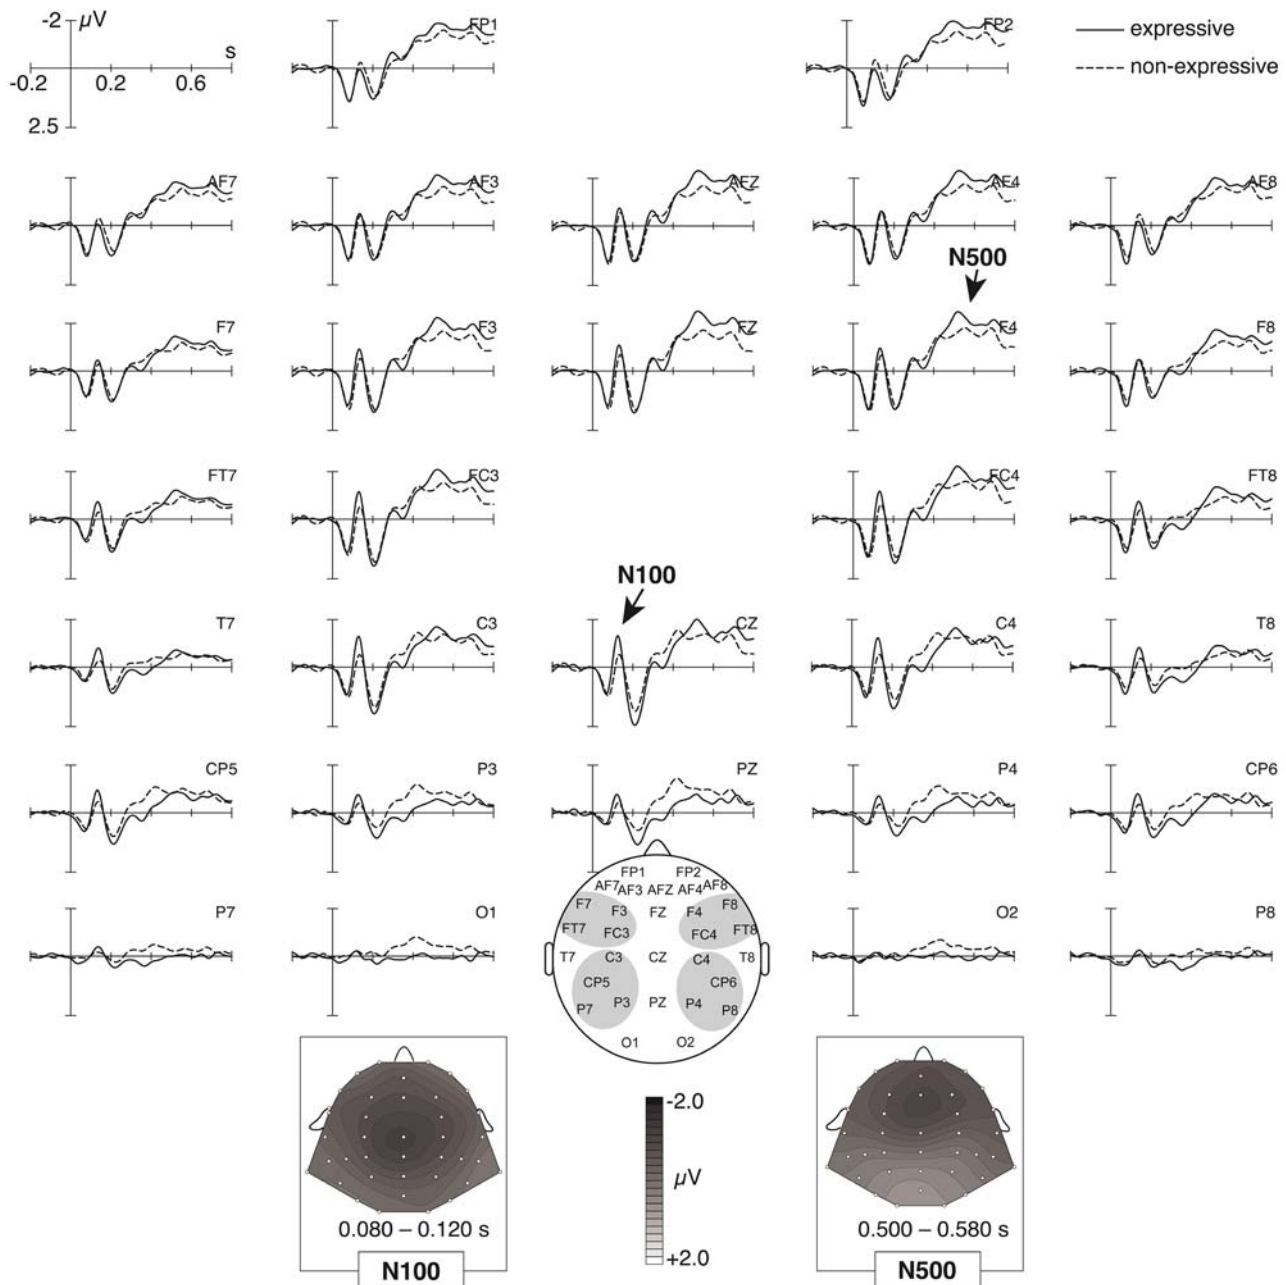 -2 µV
s
-0.2 0.2 0.6
2.5
FP1 FP2
expressive
non-expressive
AF7 AF3 AFZ AF4 AF8
N500
F7 F3 FZ F4 F8
FT7 FC3 FC4 FT8
N100
T7 C3 CZ C4 T8
CP5 P3 PZ P4 CP6
P7 O1 O2 P8
FP1 FP2
AF7 AF3 AFZ AF4 AF8
F7 F3 FZ F4 F8
FT7 FC3 FC4 FT8
T7 C3 CZ C4 T8
CP5 CP6
P7 P3 PZ P4 P8
O1 O2
0.080 – 0.120 s
N100
-2.0
µV
+2.0
0.500 – 0.580 s
N500